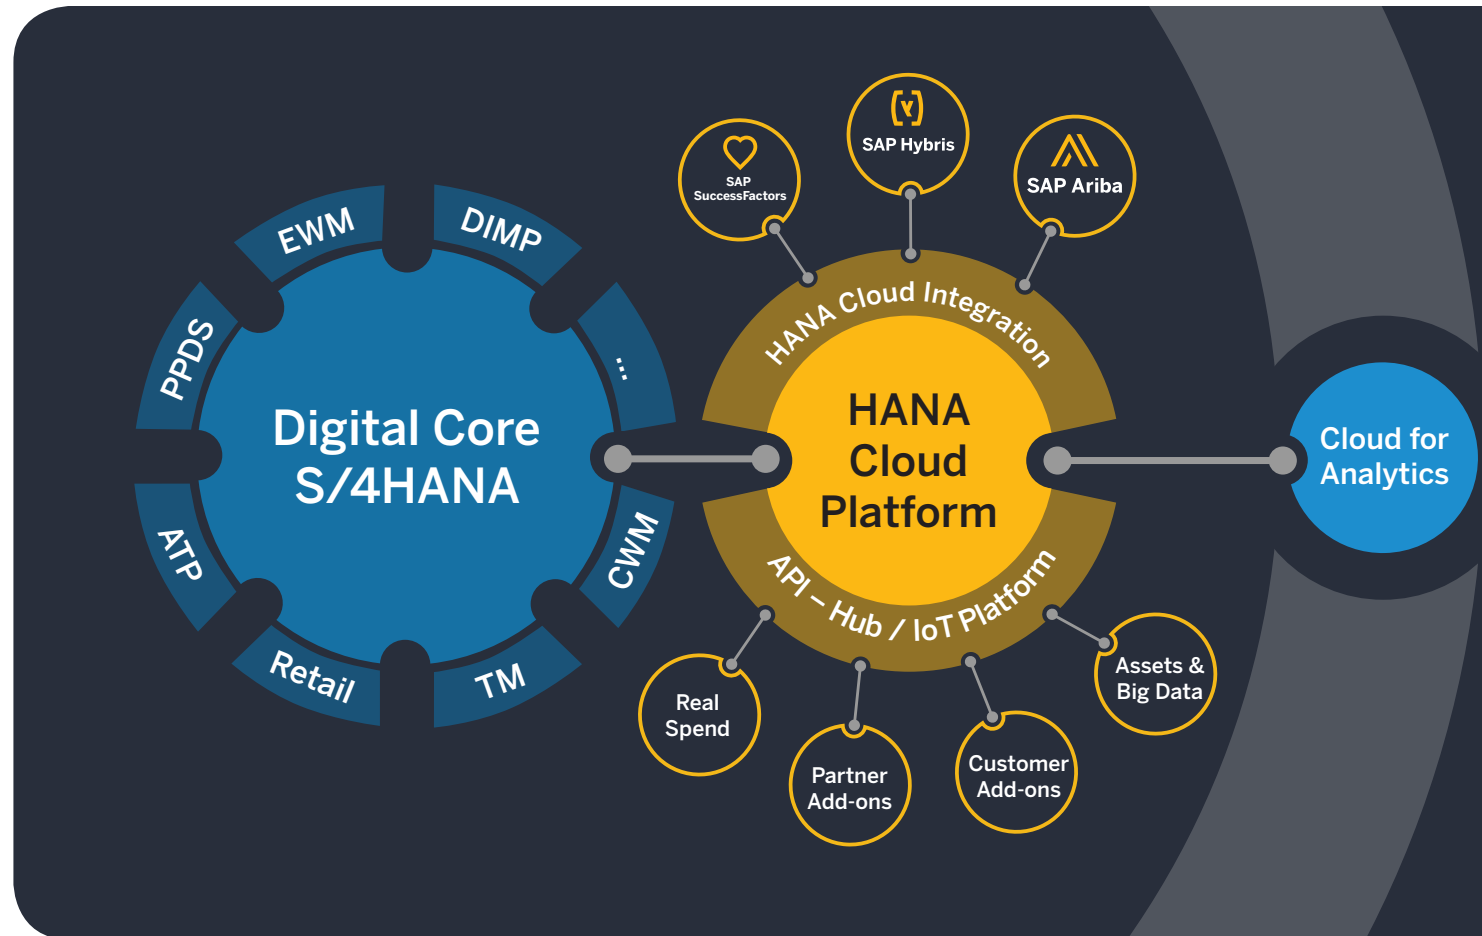 EWM
DIMP
PPDS
...
Digital Core
S/4HANA
ATP
CWM
Retail
TM
SAP
SuccessFactors
SAP Hybris
SAP Ariba
HANA Cloud Integration
HANA
Cloud
Platform
API – Hub / IoT Platform
Real
Spend
Partner
Add-ons
Customer
Add-ons
Assets &
Big Data
Cloud for
Analytics